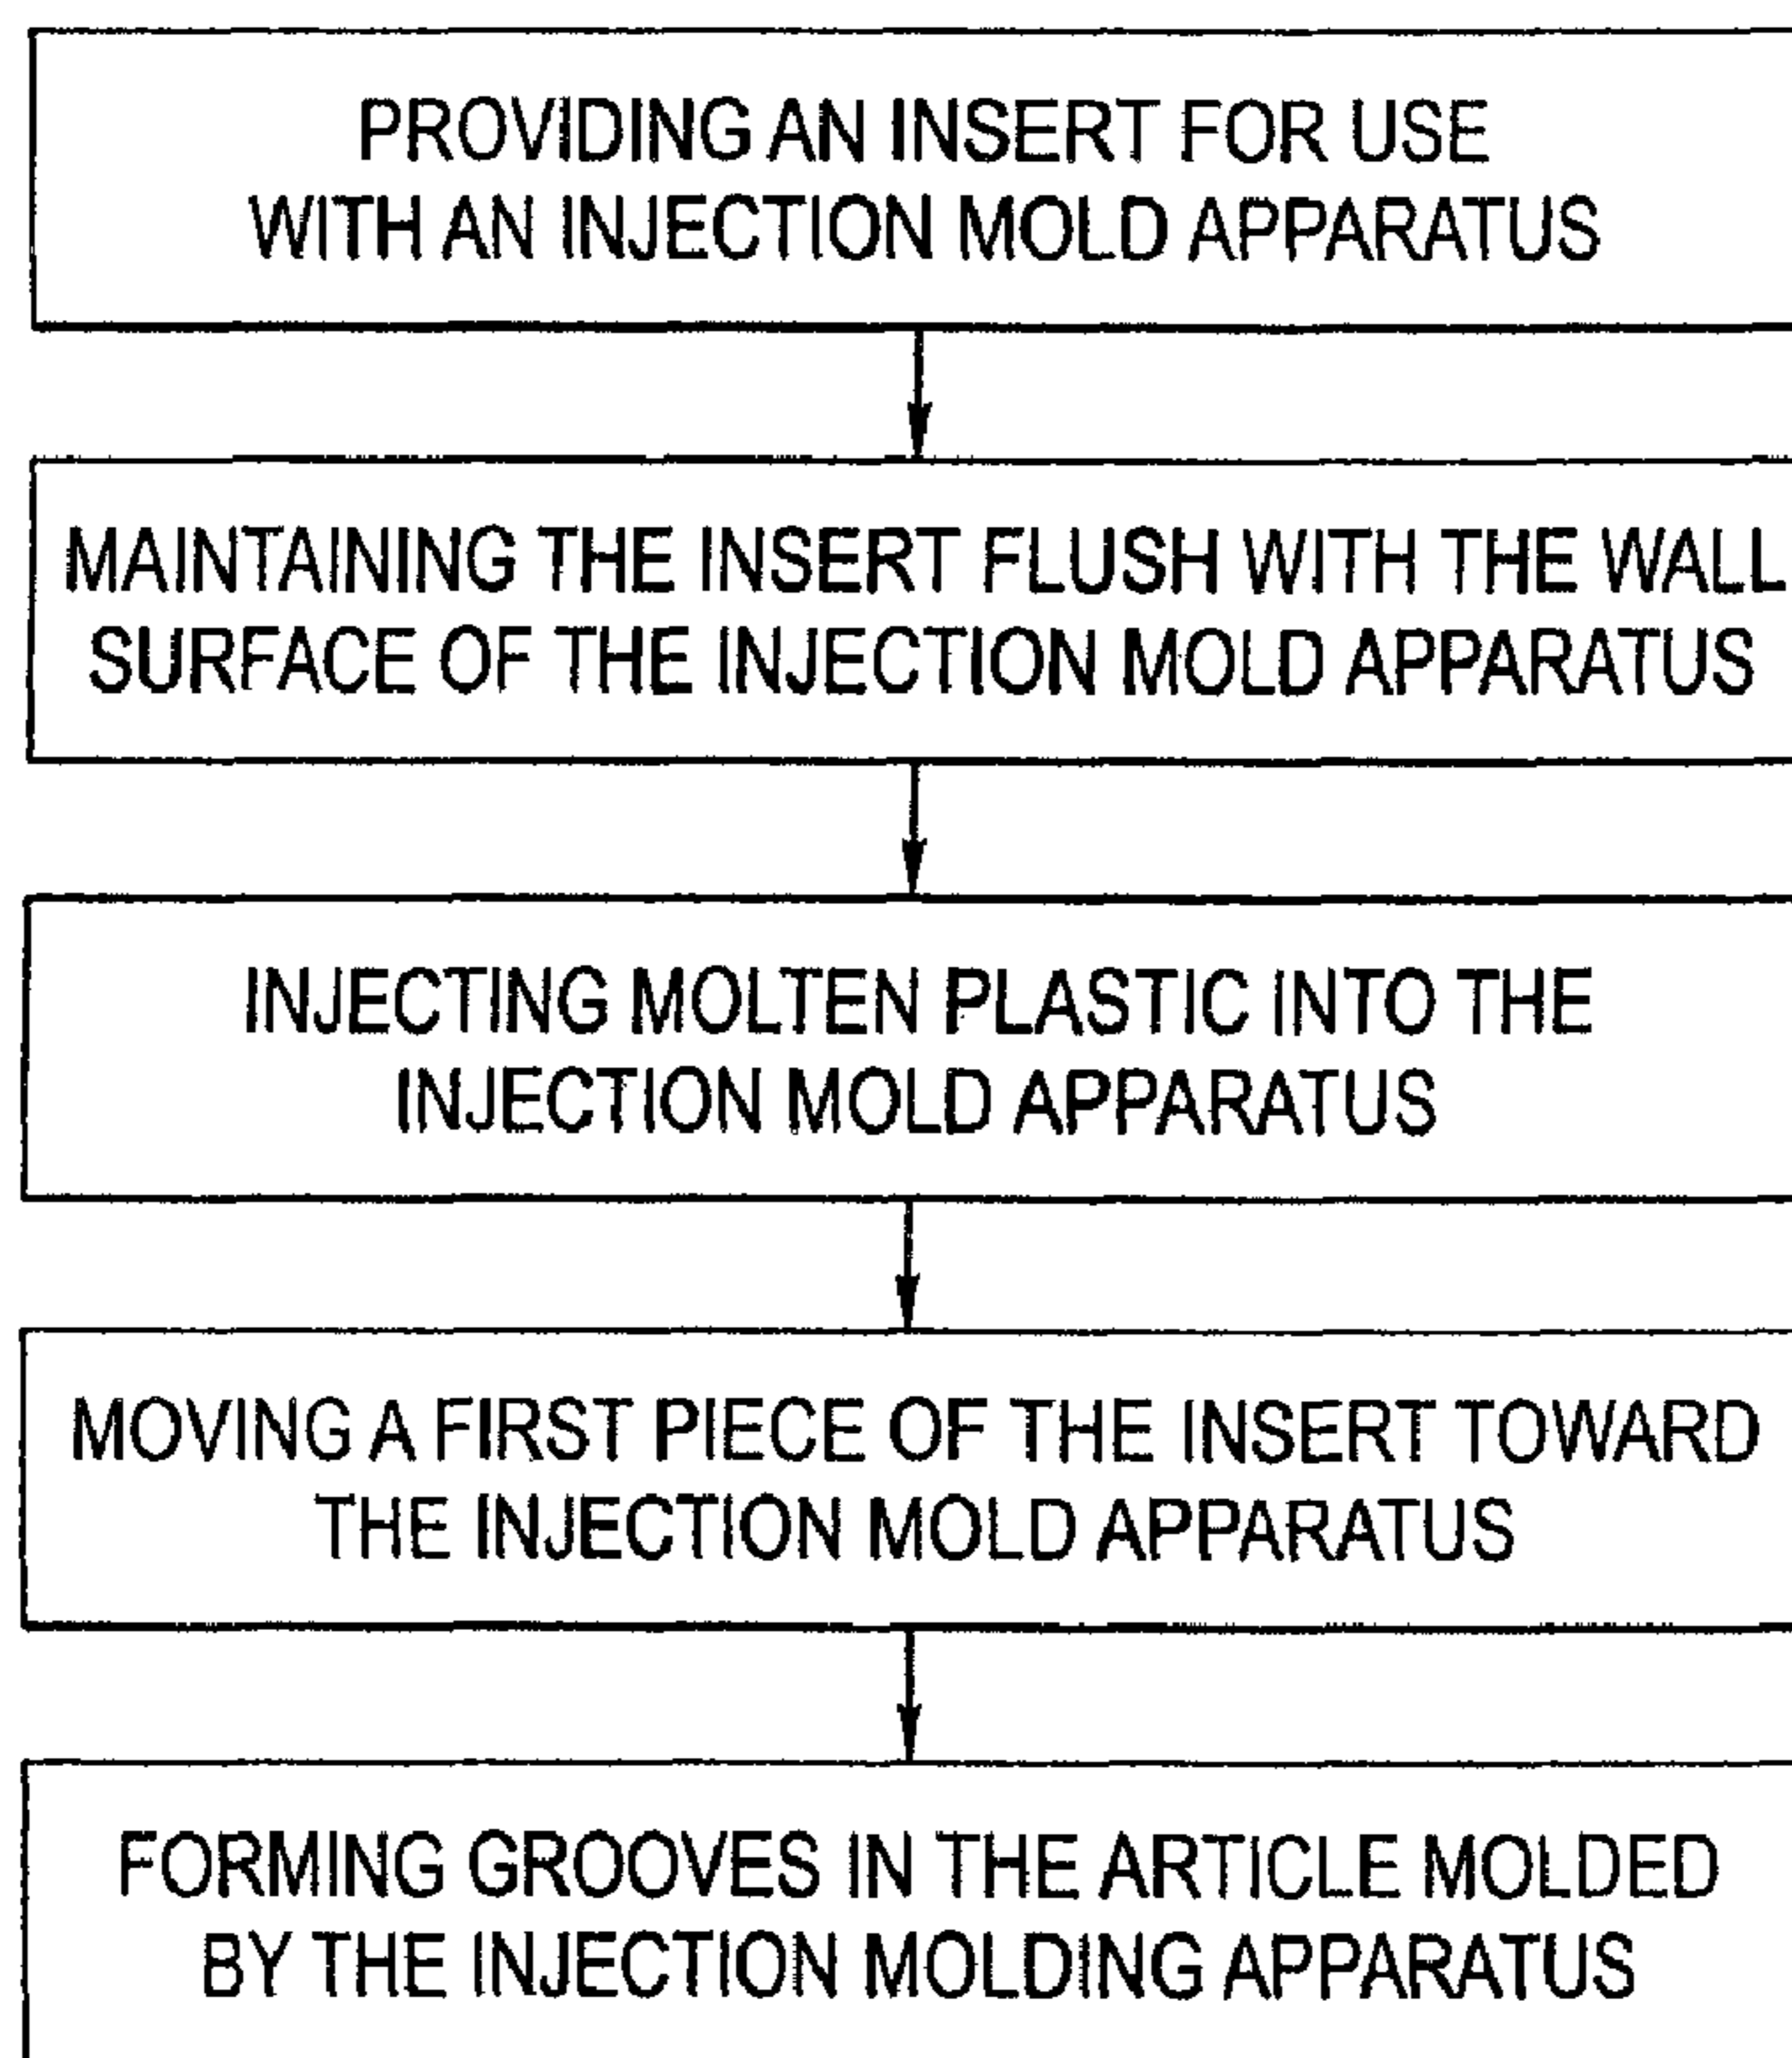 PROVIDING AN INSERT FOR USE
WITH AN INJECTION MOLD APPARATUS
MAINTAINING THE INSERT FLUSH WITH THE WALL
SURFACE OF THE INJECTION MOLD APPARATUS
INJECTING MOLTEN PLASTIC INTO THE
INJECTION MOLD APPARATUS
MOVING A FIRST PIECE OF THE INSERT TOWARD
THE INJECTION MOLD APPARATUS
FORMING GROOVES IN THE ARTICLE MOLDED
BY THE INJECTION MOLDING APPARATUS